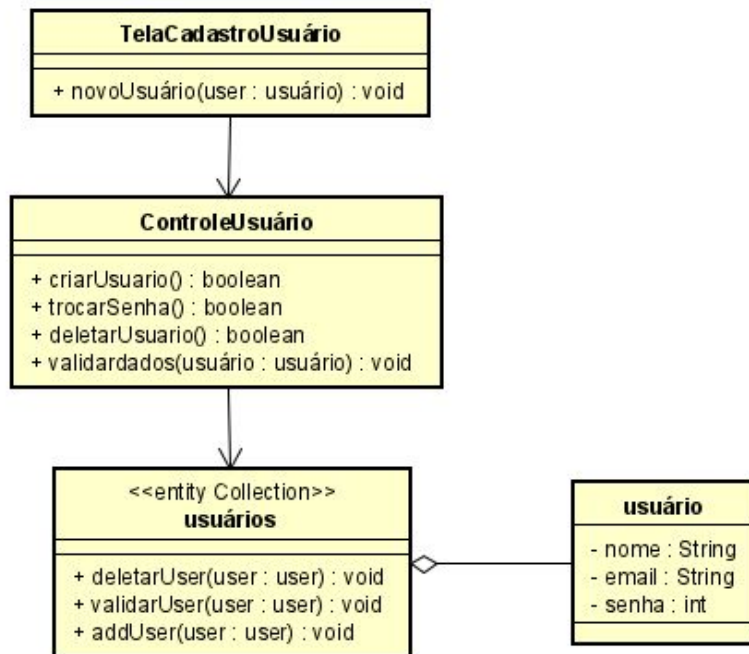 TelaCadastroUsuário
+ novoUsuário(user : usuário) : void
ControleUsuário
+ criarUsuario() : boolean
+ trocarSenha() : boolean
+ deletarUsuario() : boolean
+ validardados(usuário : usuário) : void
<<entity Collection>>
usuários
+ deletarUser(user : user) : void
+ validarUser(user : user) : void
+ addUser(user : user) : void
usuário
- nome : String
- email : String
- senha : int